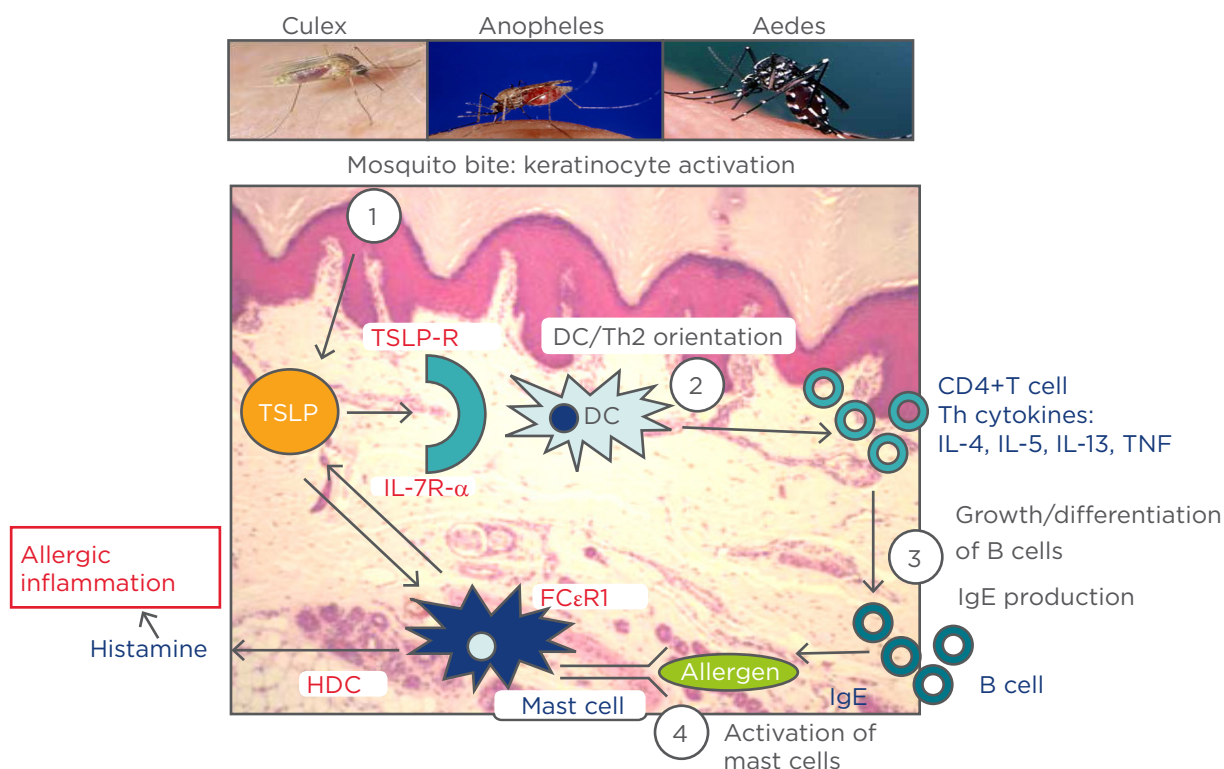 Culex
Anopheles
Aedes
Mosquito bite: keratinocyte activation
1
TSLP-R
DC/Th2 orientation
2
TSLP
DC
CD4+T cell
Th cytokines:
IL-4, IL-5, IL-13, TNF
IL-7R-α
Growth/differentiation
of B cells
3
IgE production
Allergic
inflammation
FCεR1
Histamine
HDC
Allergen
Mast cell
IgE
B cell
4
Activation of
mast cells